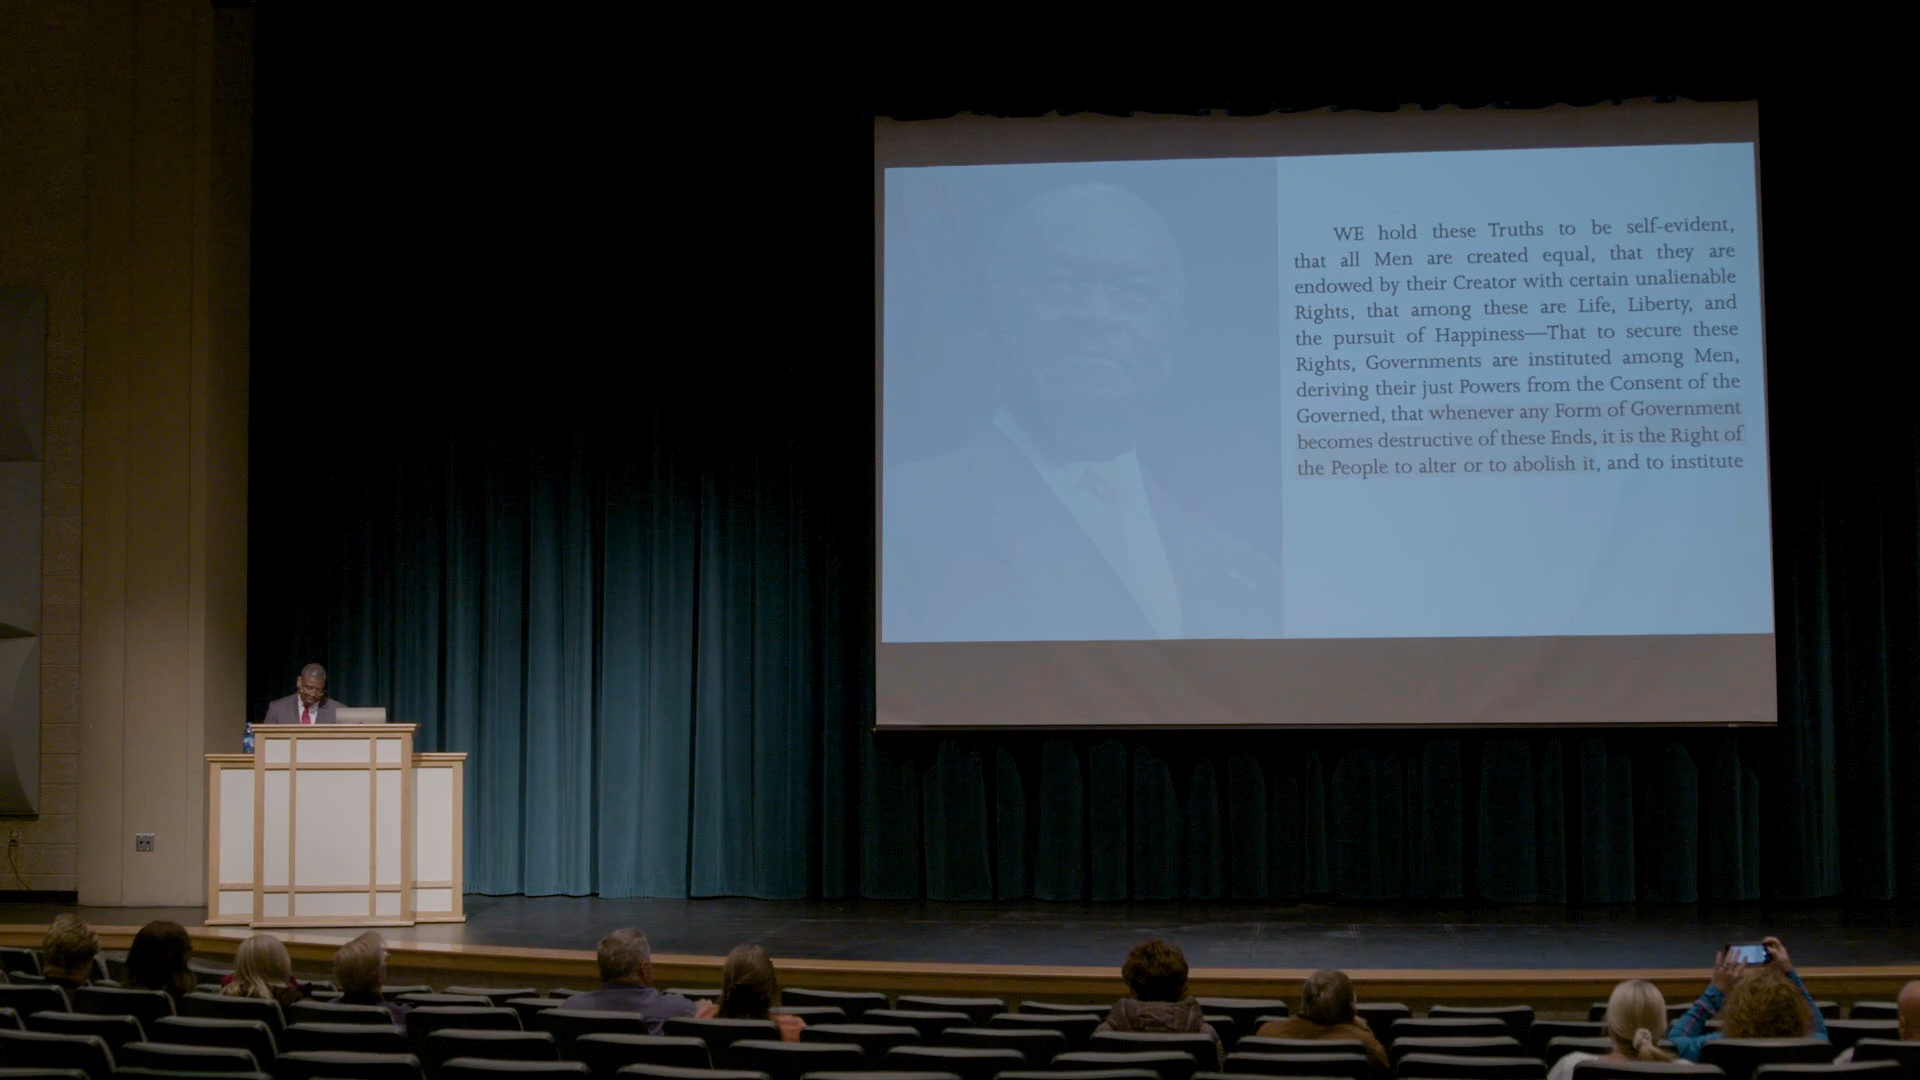 WE hold these Truths to be self-evident,
that all Men are created equal, that they are
endowed by their Creator with certain unalienable
Rights, that among these are Life, Liberty, and
the pursuit of Happiness—That to secure these
Rights, Governments are instituted among Men,
deriving their just Powers from the Consent of the
Governed, that whenever any Form of Government
becomes destructive of these Ends, it is the Right of
the People to alter or to abolish it, and to institute